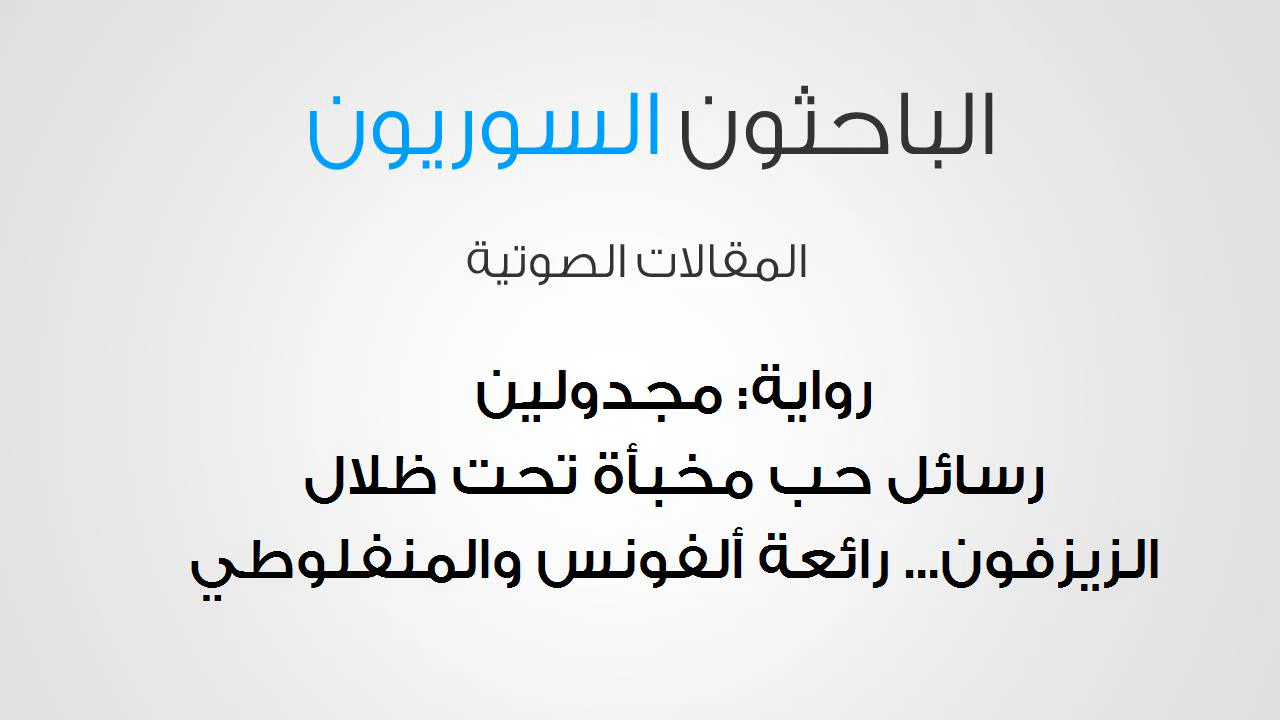 الباحثون السوريون
المقالات الصوتية
رواية: مجدولين
رسائل حب مخبأة تحت ظلال
الزيزفون... رائعة ألفونس والمنفلوطي